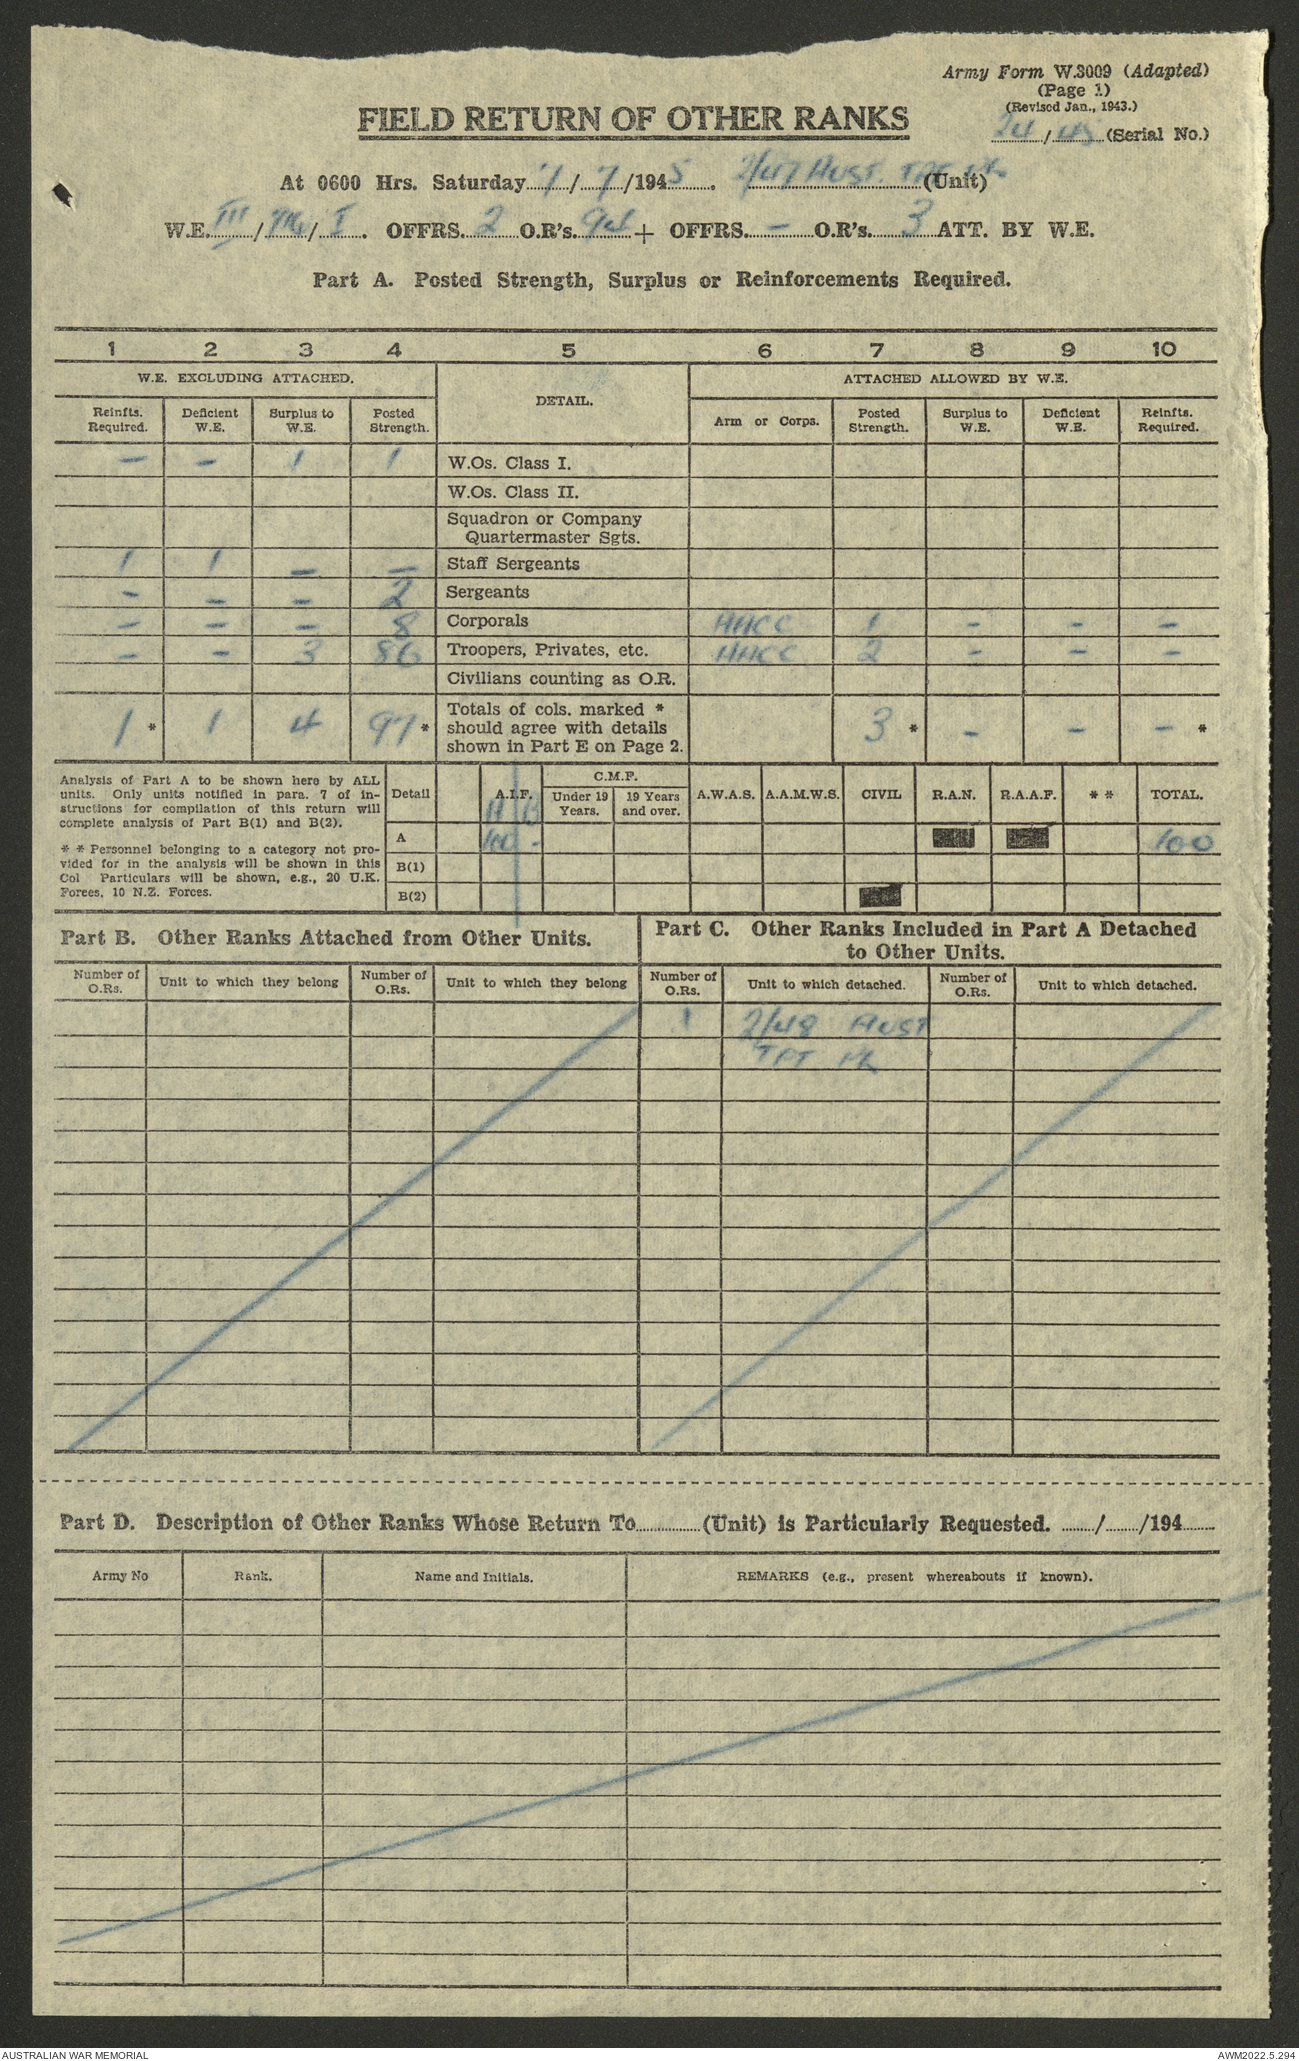 Army Form W.3009 (Adapted)
(Page 1)
(Revised Jan., 1943.)
FIELD RETURN OF OTHER RANKS
24/45 (Serial No.)
At 0600 Hrs. Saturday 7/7/1945. 2/47 AUST. TPT (Unit)
W.E. III/ /I. OFFRS. 2 O.R's. 94 + OFFRS. - O.R's. 3 ATT. BY W.E.
Part A. Posted Strength, Surplus or Reinforcements Required.
1 2 3 4 5 6 7 8 9 10
W.E. EXCLUDING ATTACHED. DETAIL. ATTACHED ALLOWED BY W.E.
Reinfts. Required. Deficient W.E. Surplus to W.E. Posted Strength. Arm or Corps. Posted Strength. Surplus to W.E. Deficient W.E. Reinfts. Required.
- - 1 1 W.Os. Class I.
W.Os. Class II.
Squadron or Company
Quartermaster Sgts.
1 1 - - Staff Sergeants
- - - 2 Sergeants
- - - 8 Corporals AACC 1 - - -
- - 3 86 Troopers, Privates, etc. AACC 2 - - -
Civilians counting as O.R.
1 * 1 4 97 * Totals of cols. marked * 3 * - - - *
should agree with details
shown in Part E on Page 2.
Analysis of Part A to be shown here by ALL
units. Only units notified in para. 7 of in-
structions for compilation of this return will
complete analysis of Part B(1) and B(2).
* * Personnel belonging to a category not pro-
vided for in the analysis will be shown in this
Col Particulars will be shown, e.g., 20 U.K.
Forces, 10 N.Z. Forces.
Detail A.I.F. C.M.F. A.W.A.S. A.A.M.W.S. CIVIL R.A.N. R.A.A.F. * * TOTAL.
A B Under 19 Years. 19 Years and over.
A 100 - 100
B(1)
B(2)
Part B. Other Ranks Attached from Other Units.
Part C. Other Ranks Included in Part A Detached
to Other Units.
Number of O.Rs. Unit to which they belong Number of O.Rs. Unit to which they belong Number of O.Rs. Unit to which detached. Number of O.Rs. Unit to which detached.
1 2/48 AUST
TPT PL
Part D. Description of Other Ranks Whose Return To............(Unit) is Particularly Requested. ......./......./194.......
Army No Rank. Name and Initials. REMARKS (e.g., present whereabouts if known).
AUSTRALIAN WAR MEMORIAL AWM2022.5.294